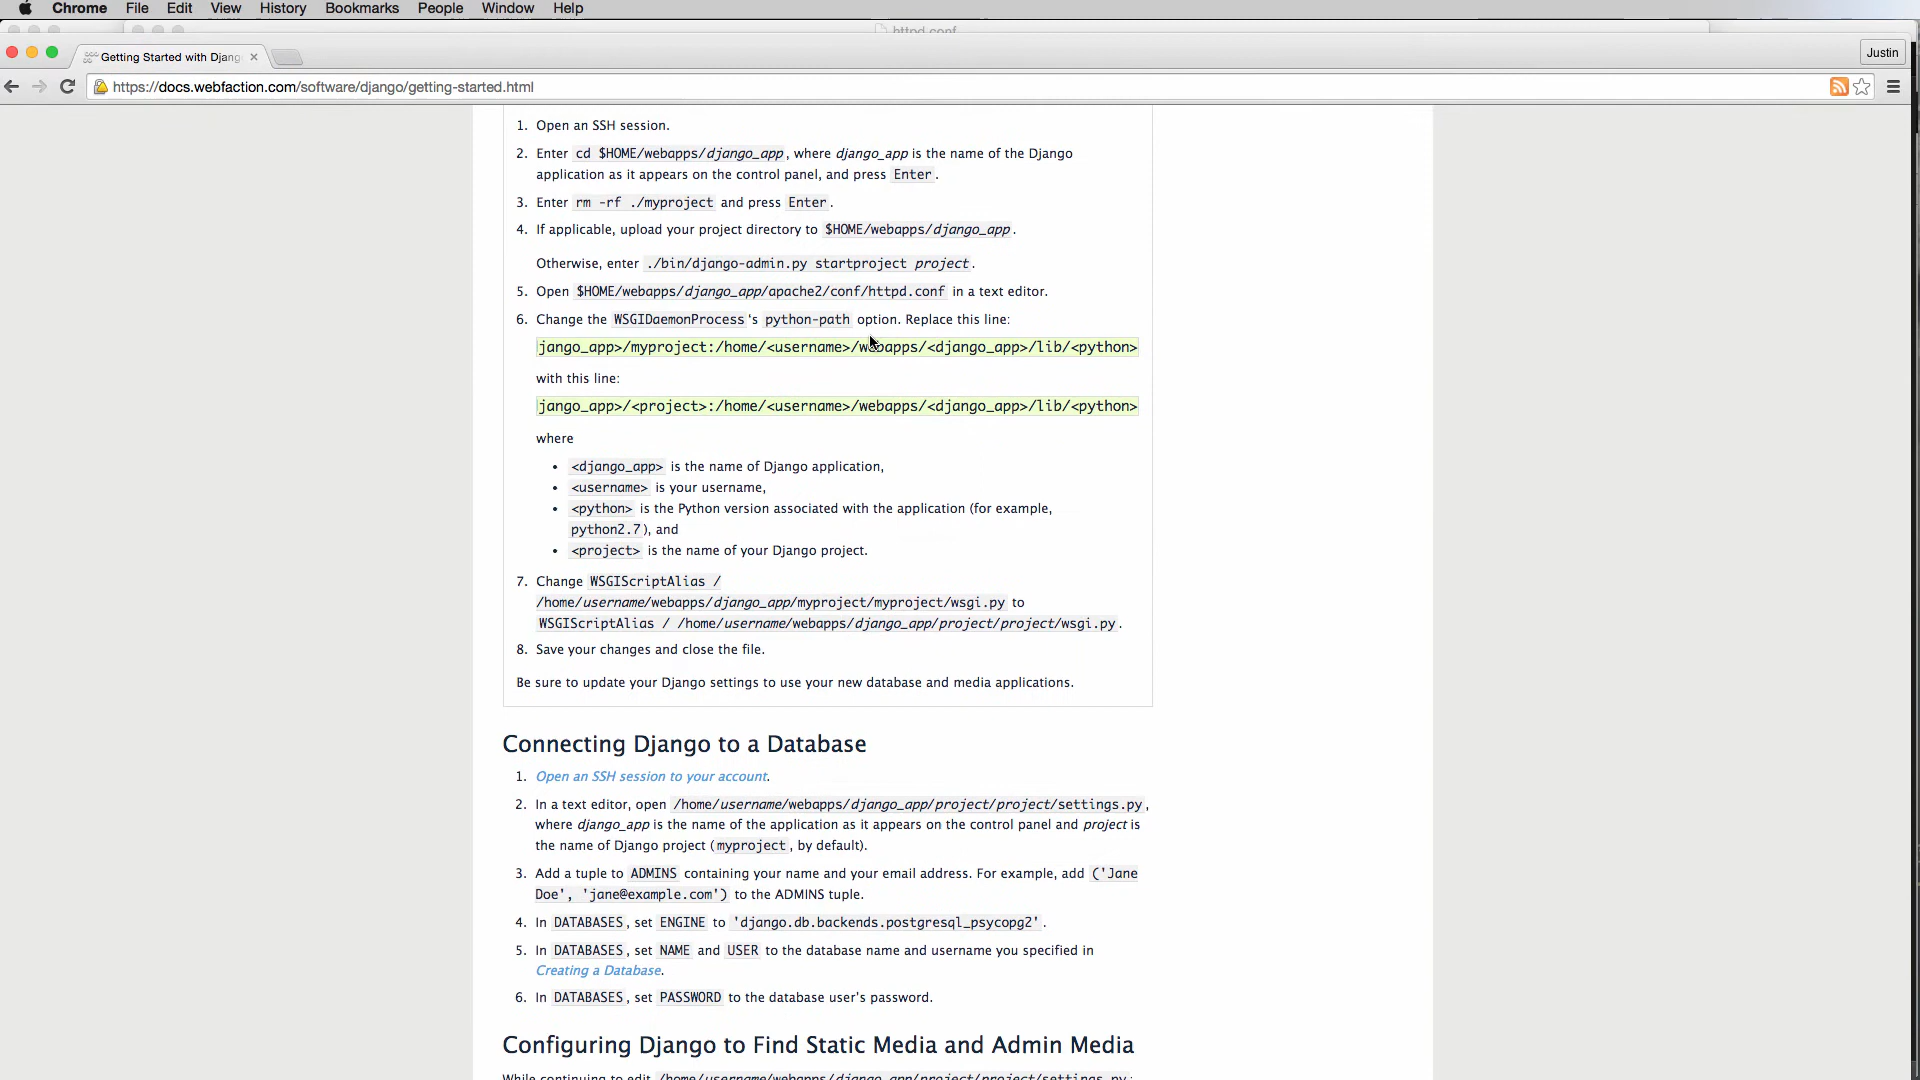 Chrome File Edit View History Bookmarks People Window Help
httpd.conf
Getting Started with Djang
Justin
https://docs.webfaction.com/software/django/getting-started.html
1. Open an SSH session.
2. Enter cd $HOME/webapps/django_app, where django_app is the name of the Django
application as it appears on the control panel, and press Enter.
3. Enter rm -rf ./myproject and press Enter.
4. If applicable, upload your project directory to $HOME/webapps/django_app.
Otherwise, enter ./bin/django-admin.py startproject project.
5. Open $HOME/webapps/django_app/apache2/conf/httpd.conf in a text editor.
6. Change the WSGIDaemonProcess's python-path option. Replace this line:
jango_app>/myproject:/home/<username>/webapps/<django_app>/lib/<python>
with this line:
jango_app>/<project>:/home/<username>/webapps/<django_app>/lib/<python>
where
• <django_app> is the name of Django application,
• <username> is your username,
• <python> is the Python version associated with the application (for example,
python2.7), and
• <project> is the name of your Django project.
7. Change WSGIScriptAlias /
/home/username/webapps/django_app/myproject/myproject/wsgi.py to
WSGIScriptAlias / /home/username/webapps/django_app/project/project/wsgi.py.
8. Save your changes and close the file.
Be sure to update your Django settings to use your new database and media applications.
Connecting Django to a Database
1. Open an SSH session to your account.
2. In a text editor, open /home/username/webapps/django_app/project/project/settings.py,
where django_app is the name of the application as it appears on the control panel and project is
the name of Django project (myproject, by default).
3. Add a tuple to ADMINS containing your name and your email address. For example, add ('Jane
Doe', 'jane@example.com') to the ADMINS tuple.
4. In DATABASES, set ENGINE to 'django.db.backends.postgresql_psycopg2'.
5. In DATABASES, set NAME and USER to the database name and username you specified in
Creating a Database.
6. In DATABASES, set PASSWORD to the database user's password.
Configuring Django to Find Static Media and Admin Media
While continuing to edit /home/username/webapps/django_app/project/project/settings.py: